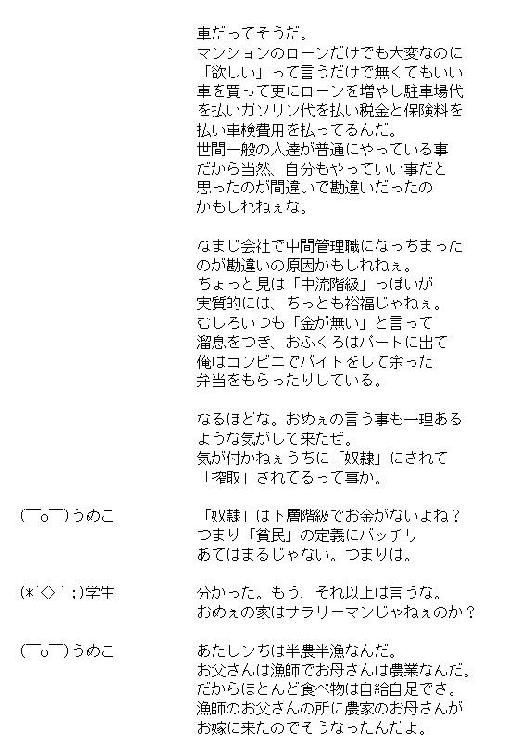 車だってそうだ。
マンションのローンだけでも大変なのに
「欲しい」って言うだけで無くてもいい
車を買って更にローンを増やし駐車場代
を払いガソリン代を払い税金と保険料を
払い車検費用を払ってるんだ。
世間一般の人達が普通にやっている事
だから当然、自分もやっていい事だと
思ったのが間違いで勘違いだったの
かもしれねぇな。
なまじ会社で中間管理職になっちまった
のが勘違いの原因かもしれねぇ。
ちょっと見は「中流階級」っぽいが
実質的には、ちっとも裕福じゃねぇ。
むしろいつも「金が無い」と言って
溜息をつき、おふくろはパートに出て
俺はコンビニでバイトをして余った
弁当をもらったりしている。
なるほどな。おめぇの言う事も一理ある
ような気がして来たぜ。
気が付かねぇうちに「奴隷」にされて
「搾取」されてるって事か。
(￣o￣)うめこ 「奴隷」は下層階級でお金がないよね？
つまり「貧民」の定義にバッチリ
あてはまるじゃない。つまりは。
(*｀◇´;)学生 分かった。もう、それ以上は言うな。
おめぇの家はサラリーマンじゃねぇのか？
(￣o￣)うめこ あたしンちは半農半漁なんだ。
お父さんは漁師でお母さんは農業なんだ。
だからほとんど食べ物は自給自足でさ。
漁師のお父さんの所に農家のお母さんが
お嫁に来たのでそうなったんだよ。